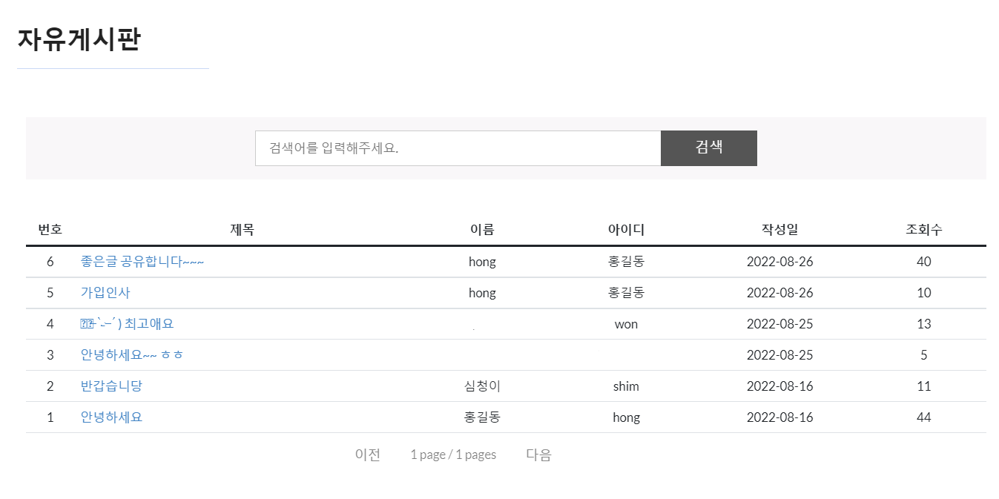 자유게시판
검색어를 입력해주세요. 검색
번호 제목 이름 아이디 작성일 조회수
6 좋은글 공유합니다~~~ hong 홍길동 2022-08-26 40
5 가입인사 hong 홍길동 2022-08-26 10
4 ) 최고애요 won 2022-08-25 13
3 안녕하세요~~ ㅎㅎ 2022-08-25 5
2 반갑습니당 심청이 shim 2022-08-16 11
1 안녕하세요 홍길동 hong 2022-08-16 44
이전 1 page / 1 pages 다음